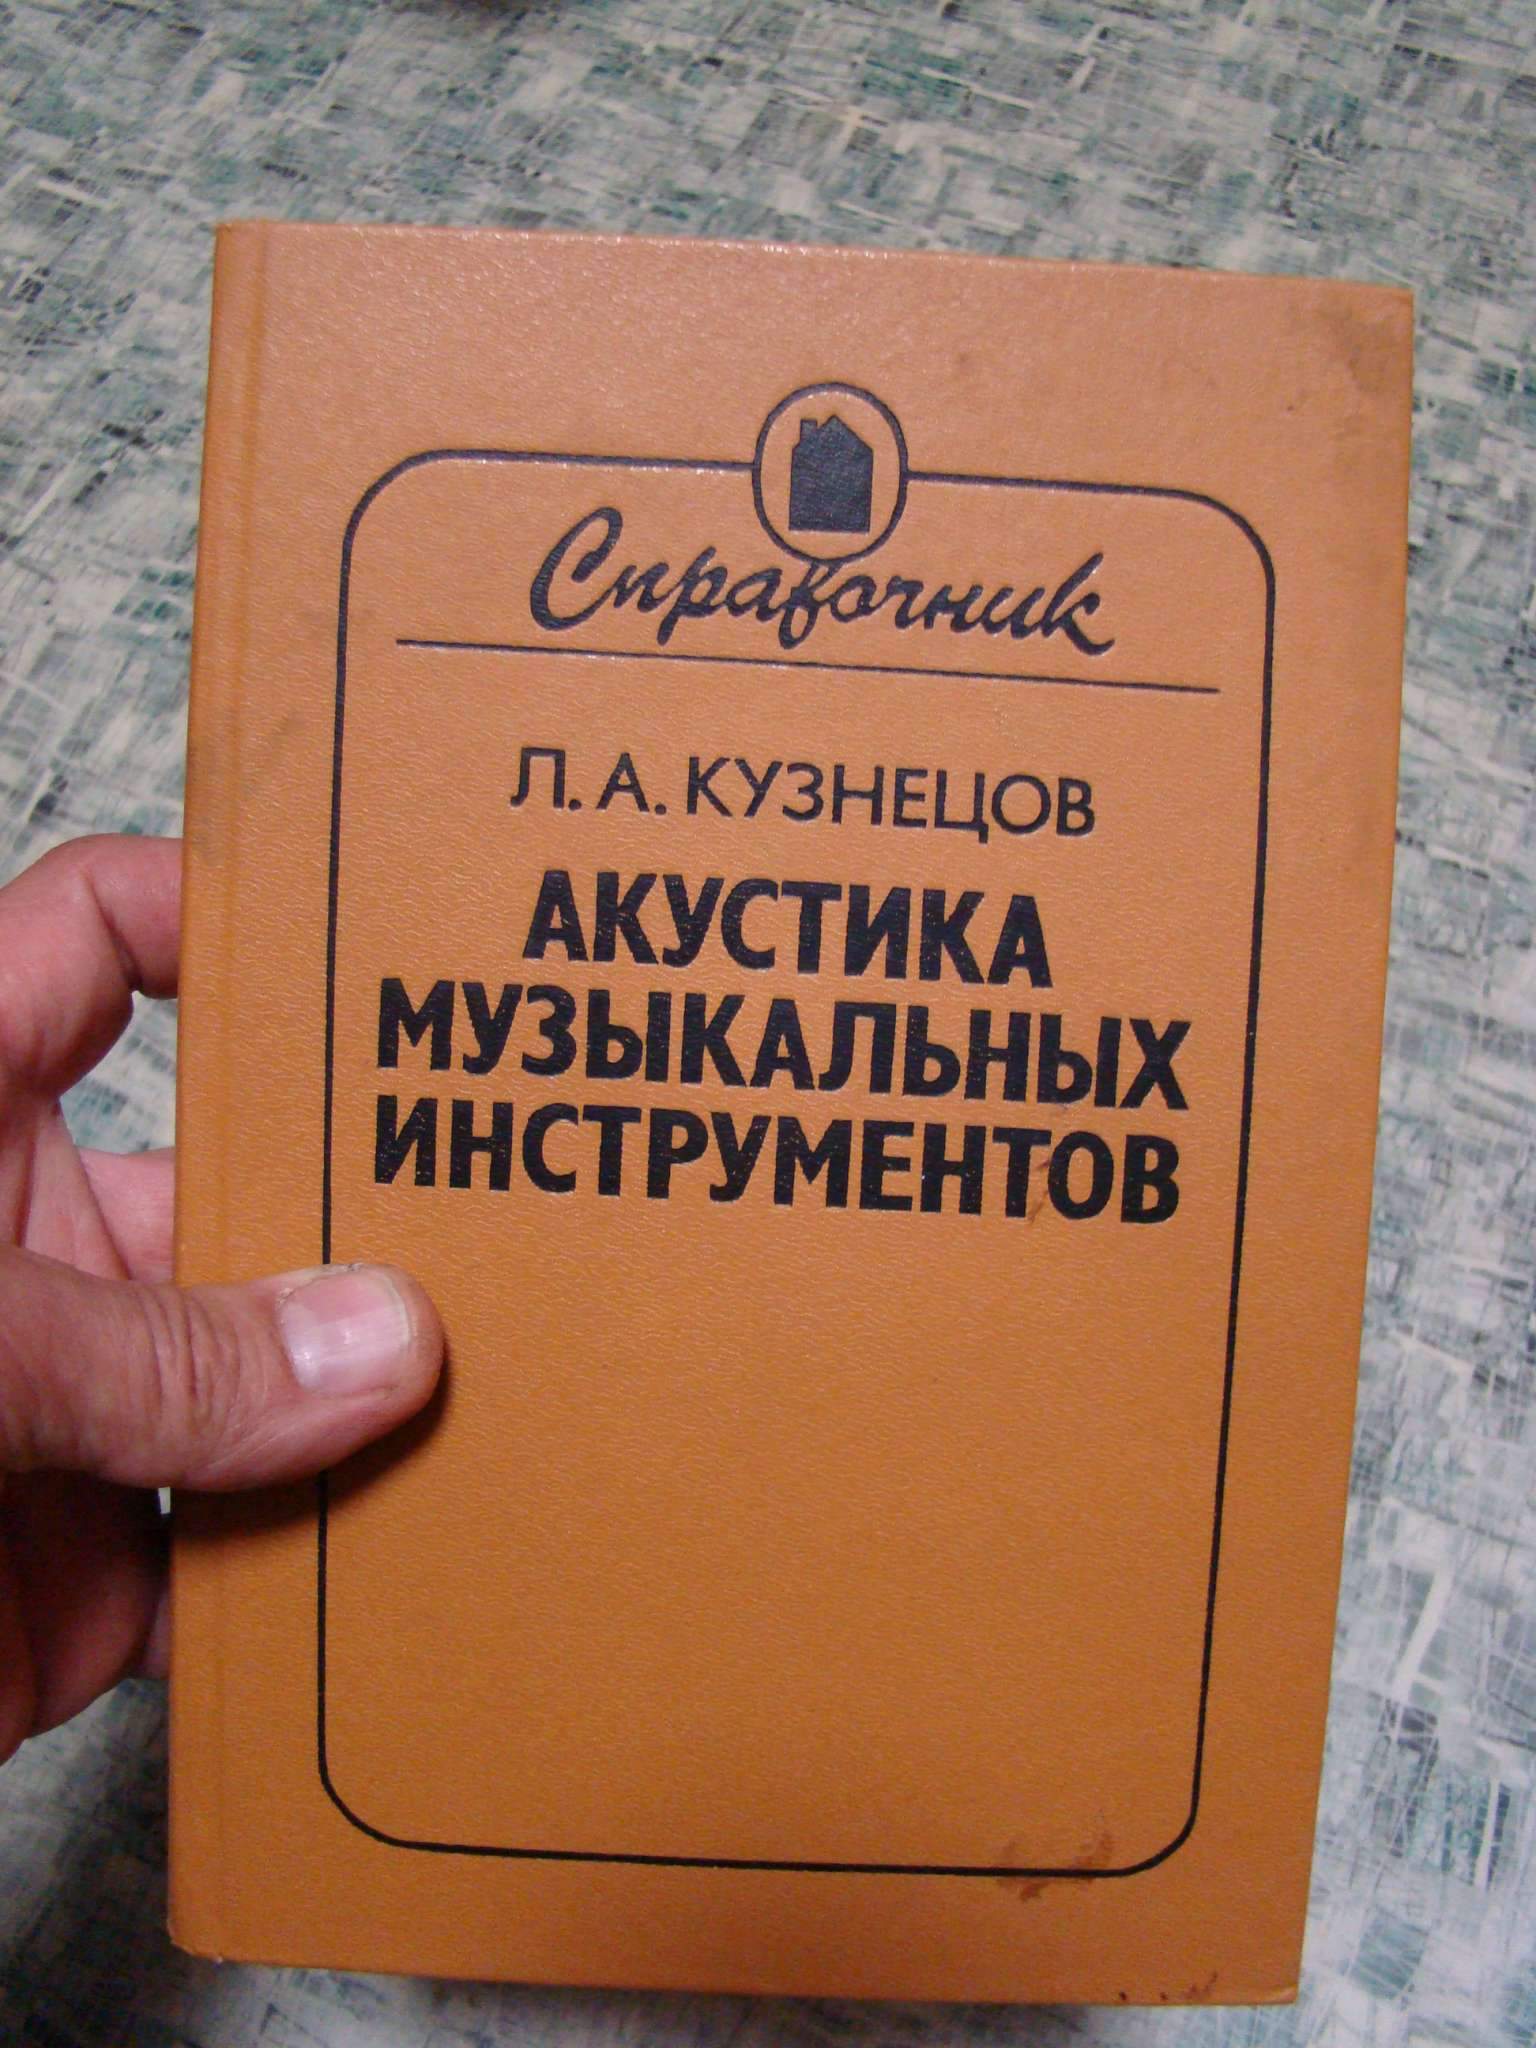 Справочник
Л. А. КУЗНЕЦОВ
АКУСТИКА
МУЗЫКАЛЬНЫХ
ИНСТРУМЕНТОВ